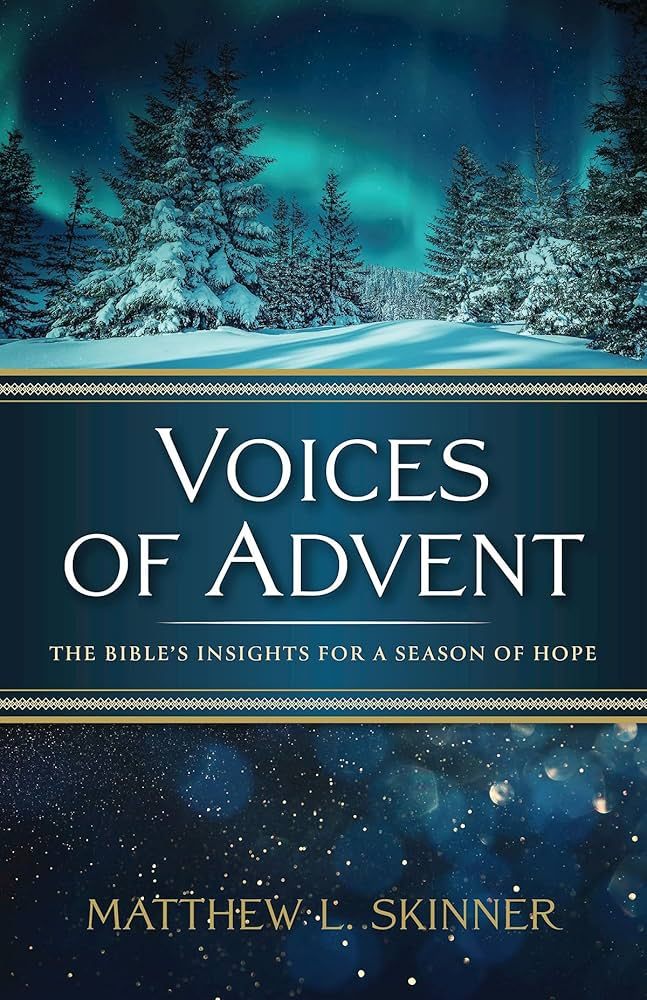 VOICES
OF ADVENT
THE BIBLE'S INSIGHTS FOR A SEASON OF HOPE
MATTHEW L. SKINNER